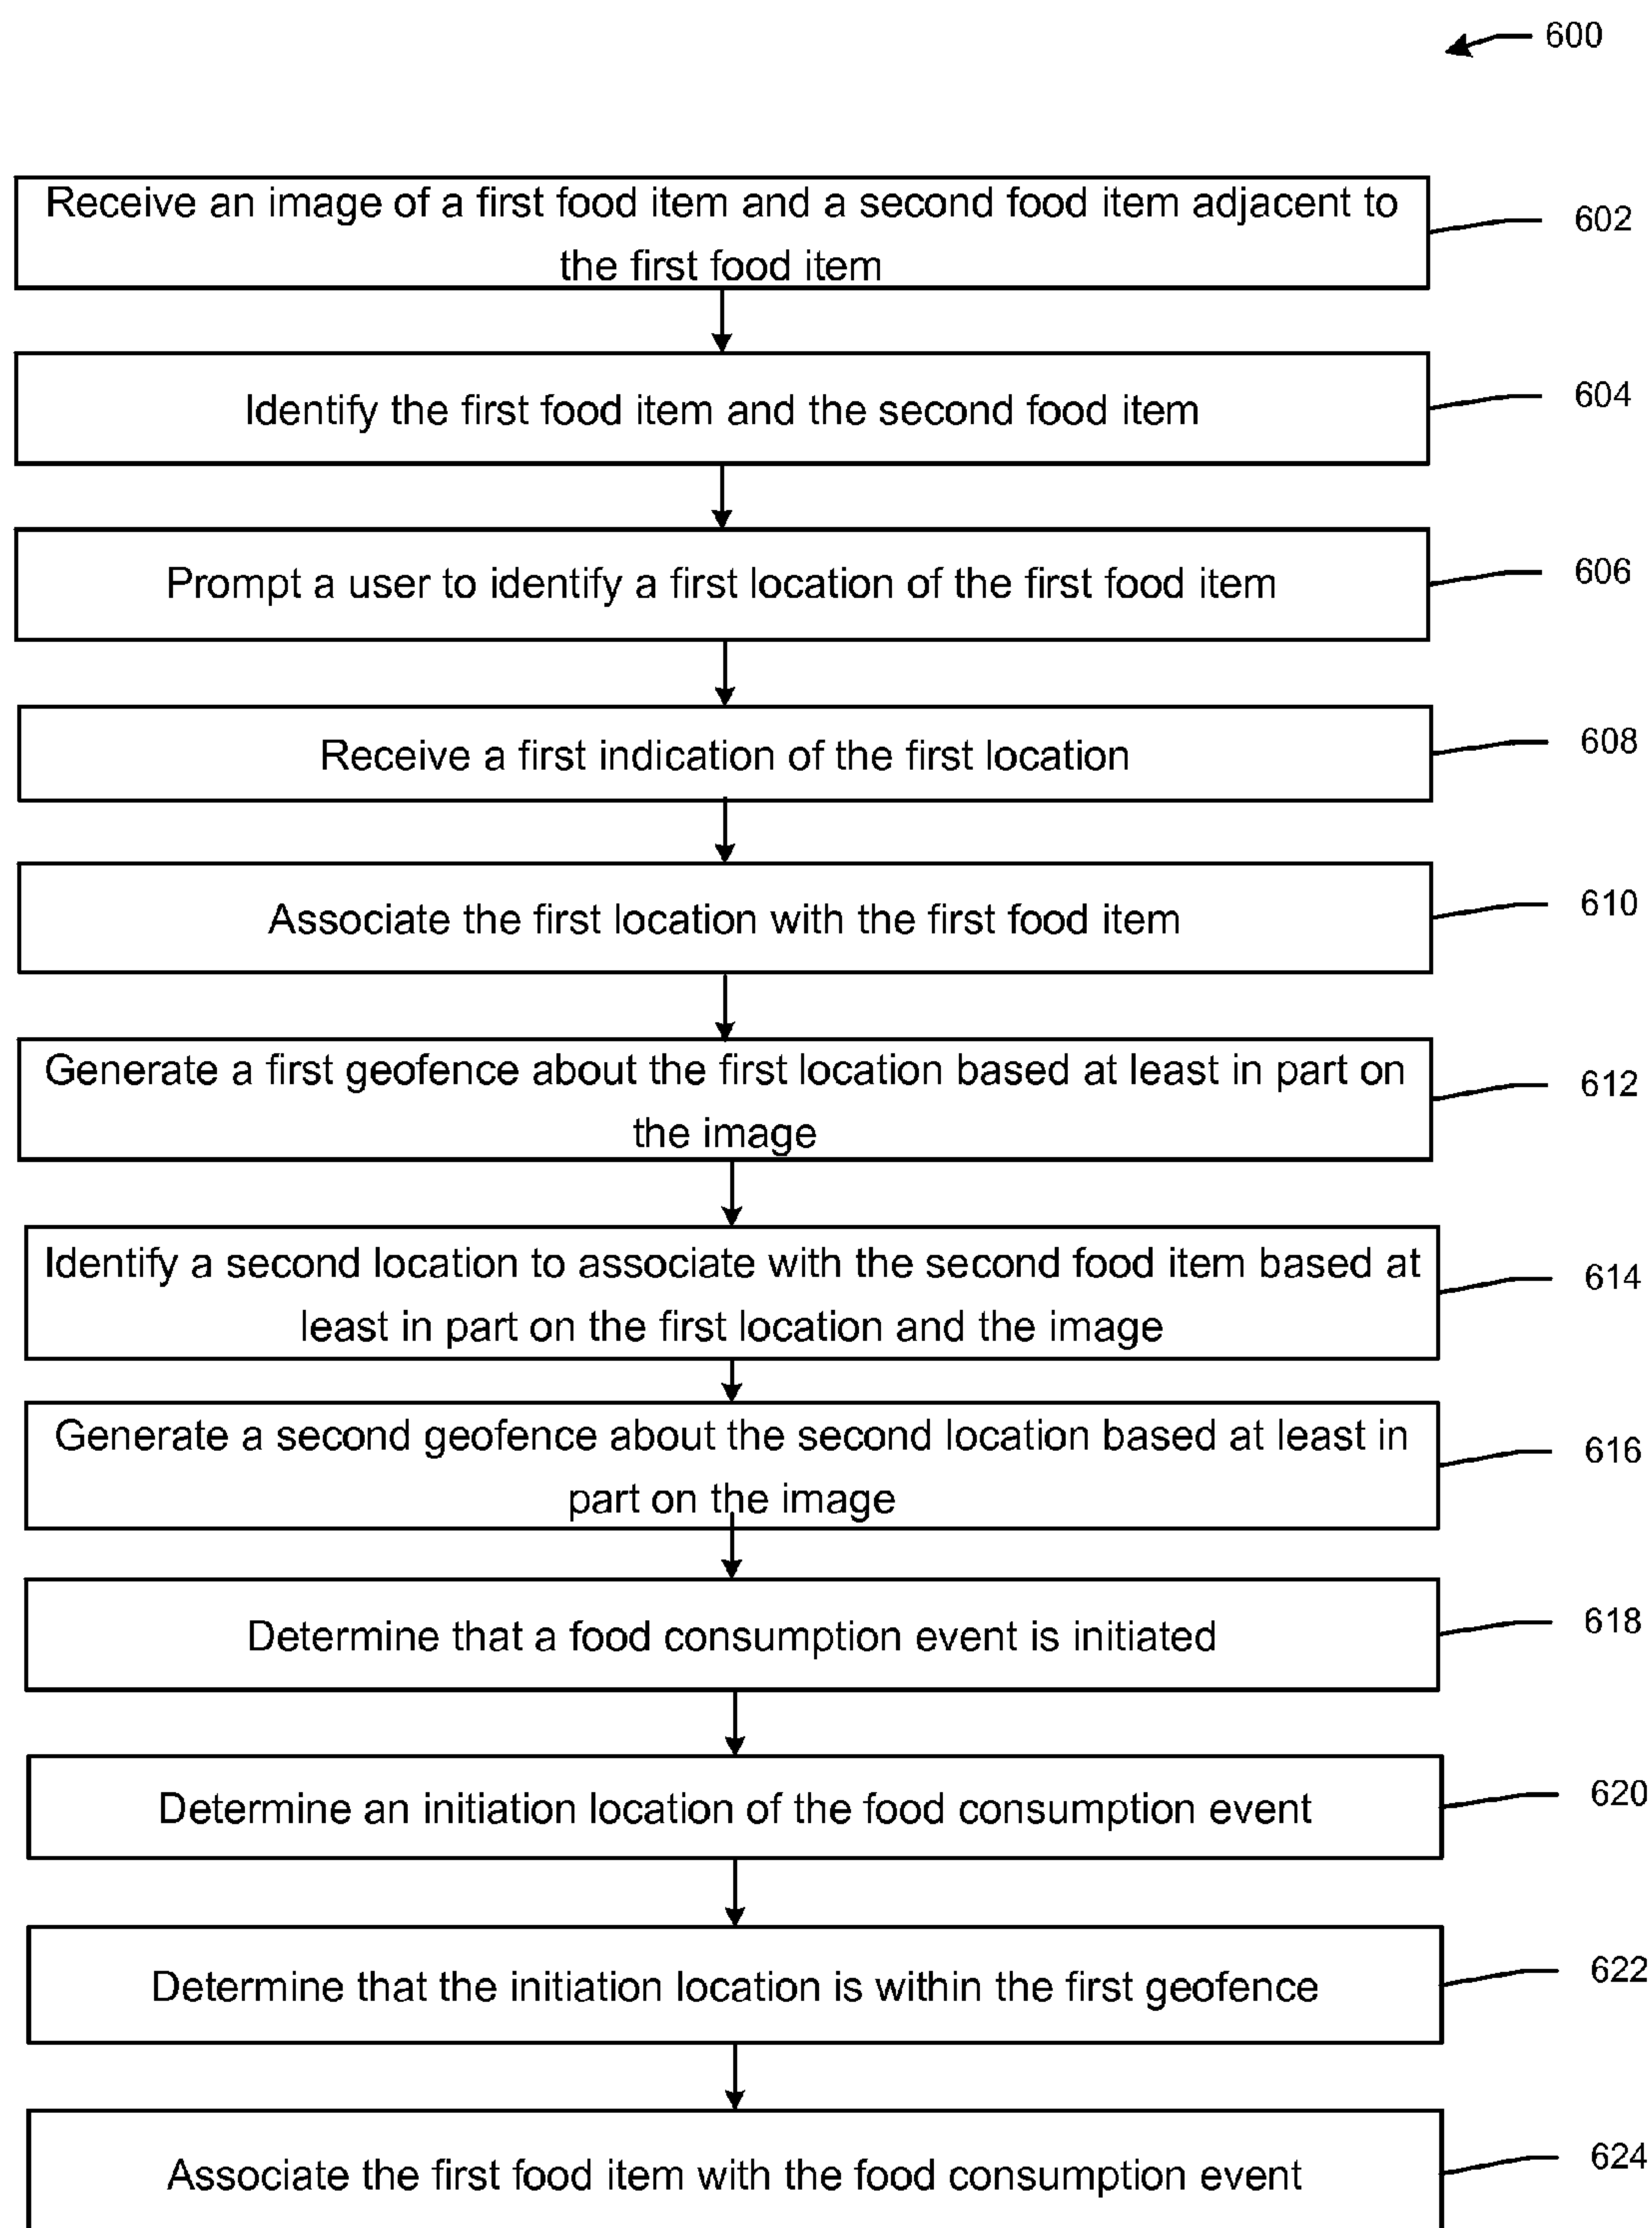 600
Receive an image of a first food item and a second food item adjacent to
the first food item
602
Identify the first food item and the second food item
604
Prompt a user to identify a first location of the first food item
606
Receive a first indication of the first location
608
Associate the first location with the first food item
610
Generate a first geofence about the first location based at least in part on
the image
612
Identify a second location to associate with the second food item based at
least in part on the first location and the image
614
Generate a second geofence about the second location based at least in
part on the image
616
Determine that a food consumption event is initiated
618
Determine an initiation location of the food consumption event
620
Determine that the initiation location is within the first geofence
622
Associate the first food item with the food consumption event
624